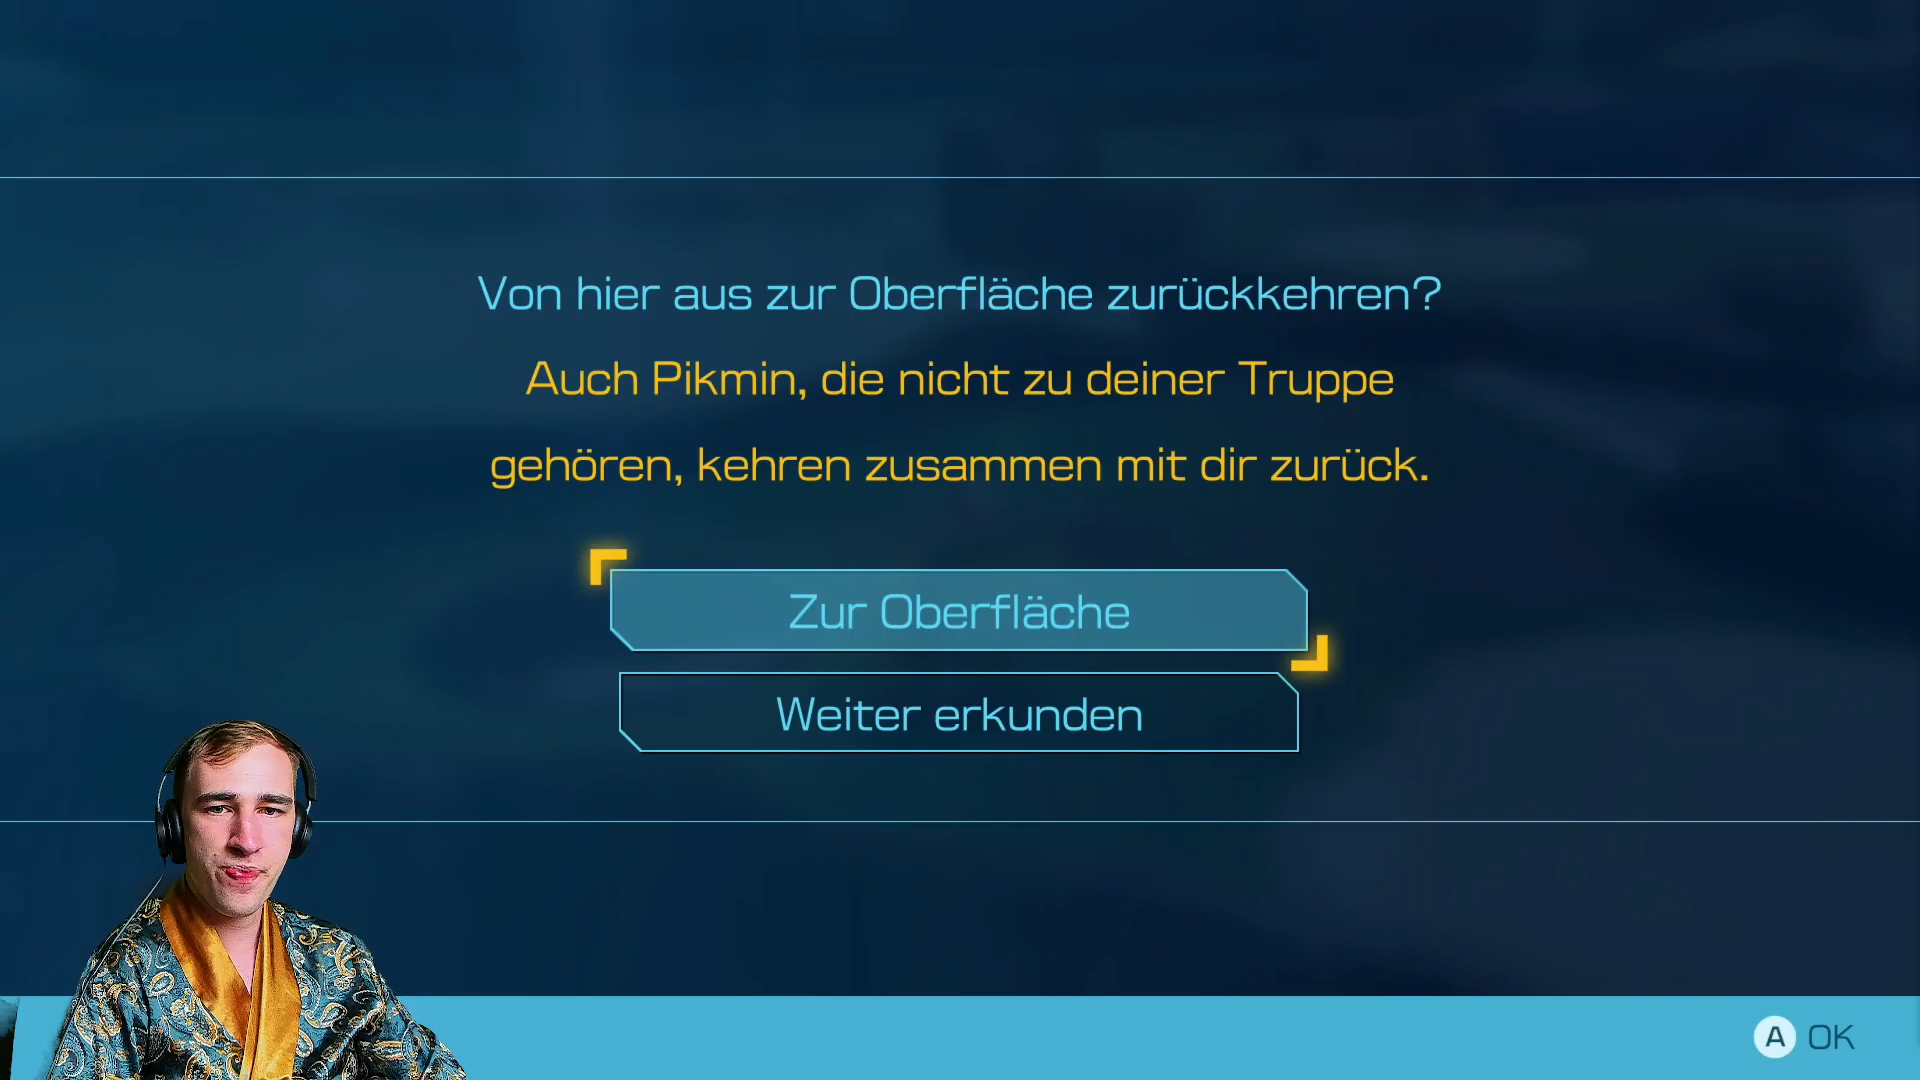 Von hier aus zur Oberfläche zurückkehren?
Auch Pikmin, die nicht zu deiner Truppe
gehören, kehren zusammen mit dir zurück.
Zur Oberfläche
Weiter erkunden
A OK